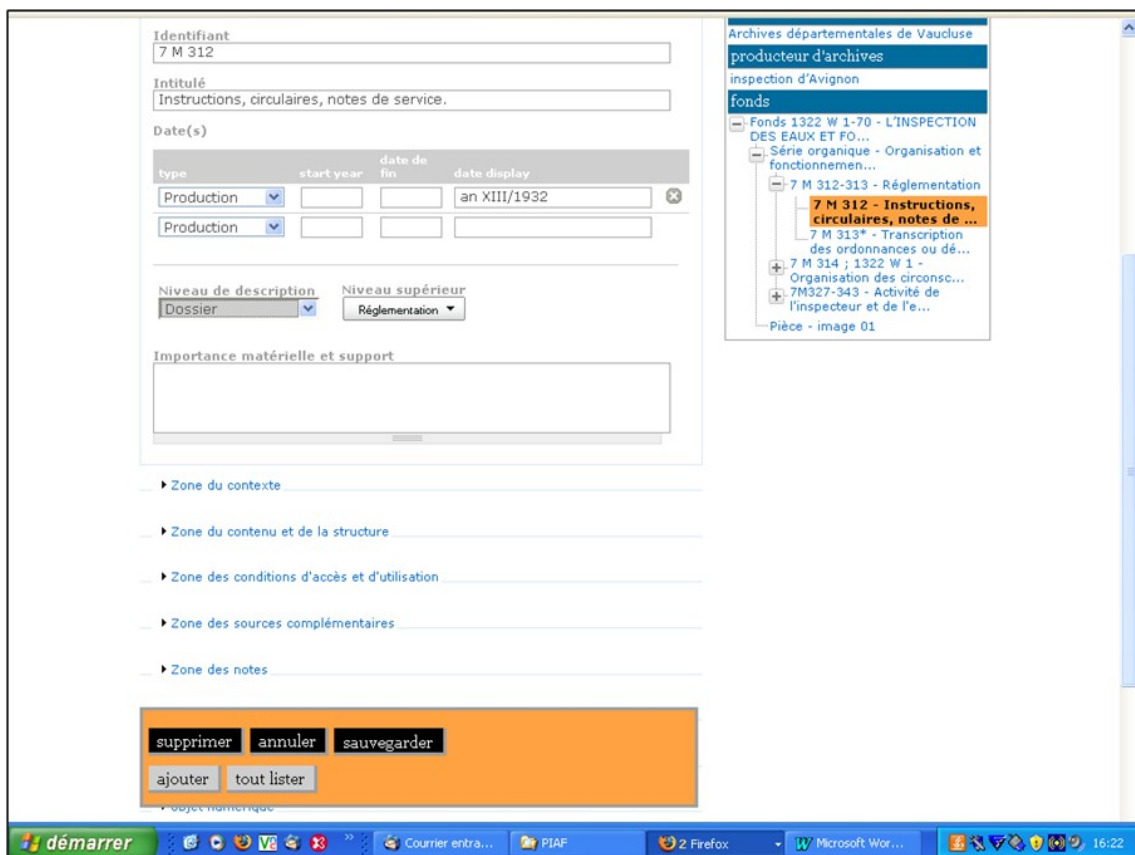 Identifiant
7 M 312
Intitulé
Instructions, circulaires, notes de service.
Date(s)
type start year date de fin date display
Production an XIII/1932
Production
Niveau de description Niveau supérieur
Dossier Réglementation
Importance matérielle et support
Zone du contexte
Zone du contenu et de la structure
Zone des conditions d'accès et d'utilisation
Zone des sources complémentaires
Zone des notes
supprimer annuler sauvegarder
ajouter tout lister
objet numérique
Archives départementales de Vaucluse
producteur d'archives
inspection d'Avignon
fonds
Fonds 1322 W 1-70 - L'INSPECTION
DES EAUX ET FO...
Série organique - Organisation et
fonctionnemen...
7 M 312-313 - Réglementation
7 M 312 - Instructions,
circulaires, notes de ...
7 M 313* - Transcription
des ordonnances ou dé...
7 M 314 ; 1322 W 1 -
Organisation des circonsc...
7M327-343 - Activité de
l'inspecteur et de l'e...
Pièce - image 01
démarrer Courrier entra... PIAF 2 Firefox Microsoft Wor... 16:22